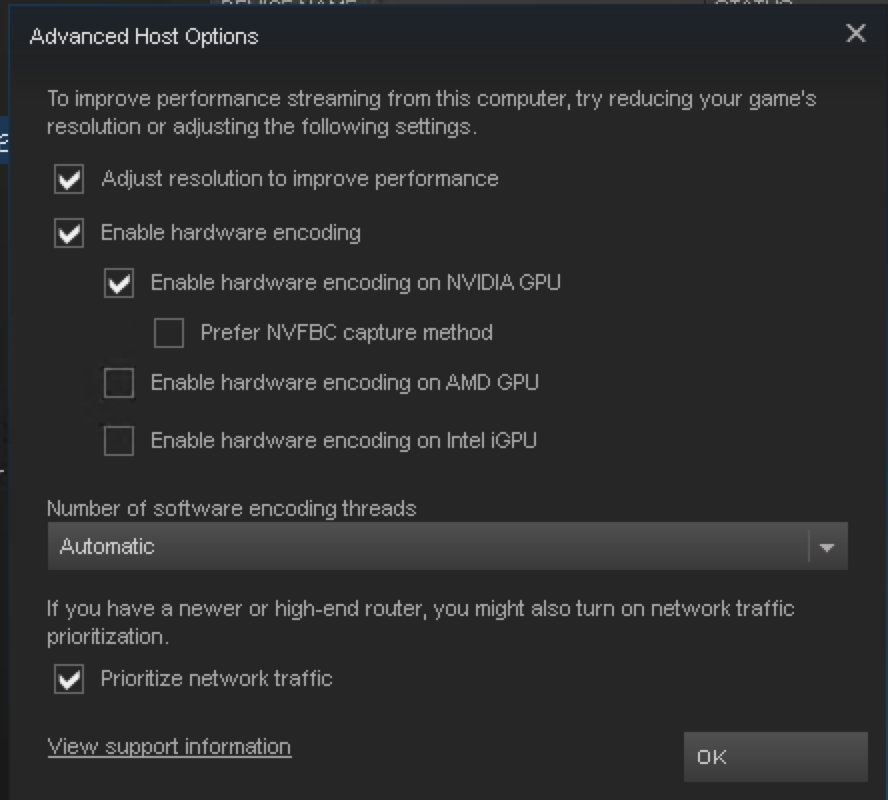 DEVICE NAME STATUS
Advanced Host Options
To improve performance streaming from this computer, try reducing your game's
resolution or adjusting the following settings.
Adjust resolution to improve performance
Enable hardware encoding
Enable hardware encoding on NVIDIA GPU
Prefer NVFBC capture method
Enable hardware encoding on AMD GPU
Enable hardware encoding on Intel iGPU
Number of software encoding threads
Automatic
If you have a newer or high-end router, you might also turn on network traffic
prioritization.
Prioritize network traffic
View support information
OK